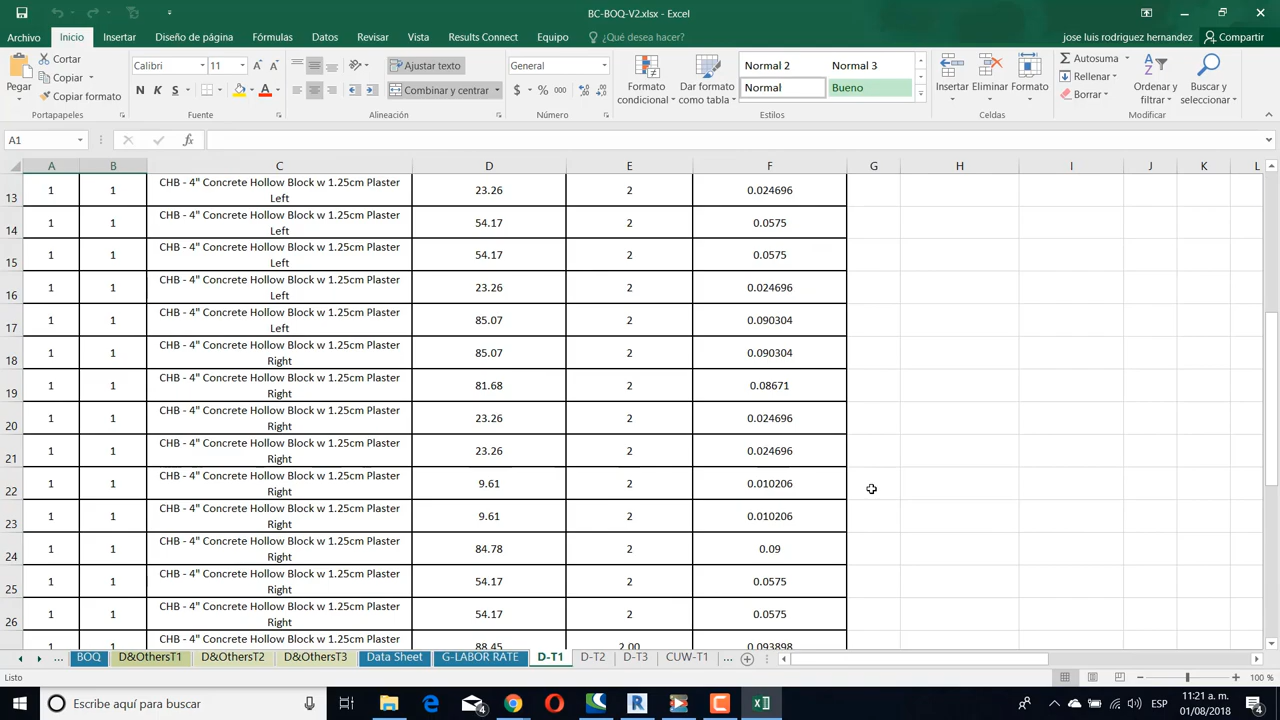 BC-BOQ-V2.xlsx - Excel
Archivo Inicio Insertar Diseño de página Fórmulas Datos Revisar Vista Results Connect Equipo ¿Qué desea hacer? jose luis rodriguez hernandez Compartir
Pegar Cortar Copiar Copiar formato
Calibri 11 N K S
Ajustar texto
Combinar y centrar
General
$ % 000
Formato condicional
Dar formato como tabla
Normal 2 Normal 3
Normal Bueno
Insertar Eliminar Formato
Autosuma
Rellenar
Borrar
Ordenar y filtrar
Buscar y seleccionar
Portapapeles Fuente Alineación Número Estilos Celdas Modificar
A1 fx
A B C D E F G H I J K L
13 1 1 CHB - 4" Concrete Hollow Block w 1.25cm Plaster Left 23.26 2 0.024696
14 1 1 CHB - 4" Concrete Hollow Block w 1.25cm Plaster Left 54.17 2 0.0575
15 1 1 CHB - 4" Concrete Hollow Block w 1.25cm Plaster Left 54.17 2 0.0575
16 1 1 CHB - 4" Concrete Hollow Block w 1.25cm Plaster Left 23.26 2 0.024696
17 1 1 CHB - 4" Concrete Hollow Block w 1.25cm Plaster Left 85.07 2 0.090304
18 1 1 CHB - 4" Concrete Hollow Block w 1.25cm Plaster Right 85.07 2 0.090304
19 1 1 CHB - 4" Concrete Hollow Block w 1.25cm Plaster Right 81.68 2 0.08671
20 1 1 CHB - 4" Concrete Hollow Block w 1.25cm Plaster Right 23.26 2 0.024696
21 1 1 CHB - 4" Concrete Hollow Block w 1.25cm Plaster Right 23.26 2 0.024696
22 1 1 CHB - 4" Concrete Hollow Block w 1.25cm Plaster Right 9.61 2 0.010206
23 1 1 CHB - 4" Concrete Hollow Block w 1.25cm Plaster Right 9.61 2 0.010206
24 1 1 CHB - 4" Concrete Hollow Block w 1.25cm Plaster Right 84.78 2 0.09
25 1 1 CHB - 4" Concrete Hollow Block w 1.25cm Plaster Right 54.17 2 0.0575
26 1 1 CHB - 4" Concrete Hollow Block w 1.25cm Plaster Right 54.17 2 0.0575
CHB - 4" Concrete Hollow Block w 1.25cm Plaster 88.45 2.00 0.093898
... BOQ D&OthersT1 D&OthersT2 D&OthersT3 Data Sheet G-LABOR RATE D-T1 D-T2 D-T3 CUW-T1 ...
Listo 100 %
Escribe aquí para buscar
4
ESP
11:21 a. m.
01/08/2018
4